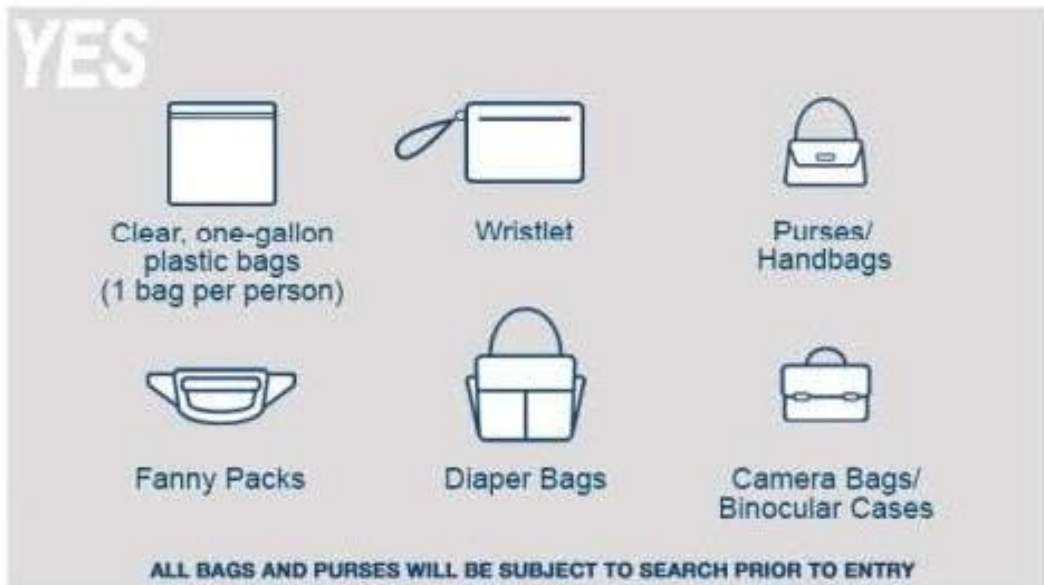 YES
Clear, one-gallon
plastic bags
(1 bag per person)
Wristlet
Purses/
Handbags
Fanny Packs
Diaper Bags
Camera Bags/
Binocular Cases
ALL BAGS AND PURSES WILL BE SUBJECT TO SEARCH PRIOR TO ENTRY